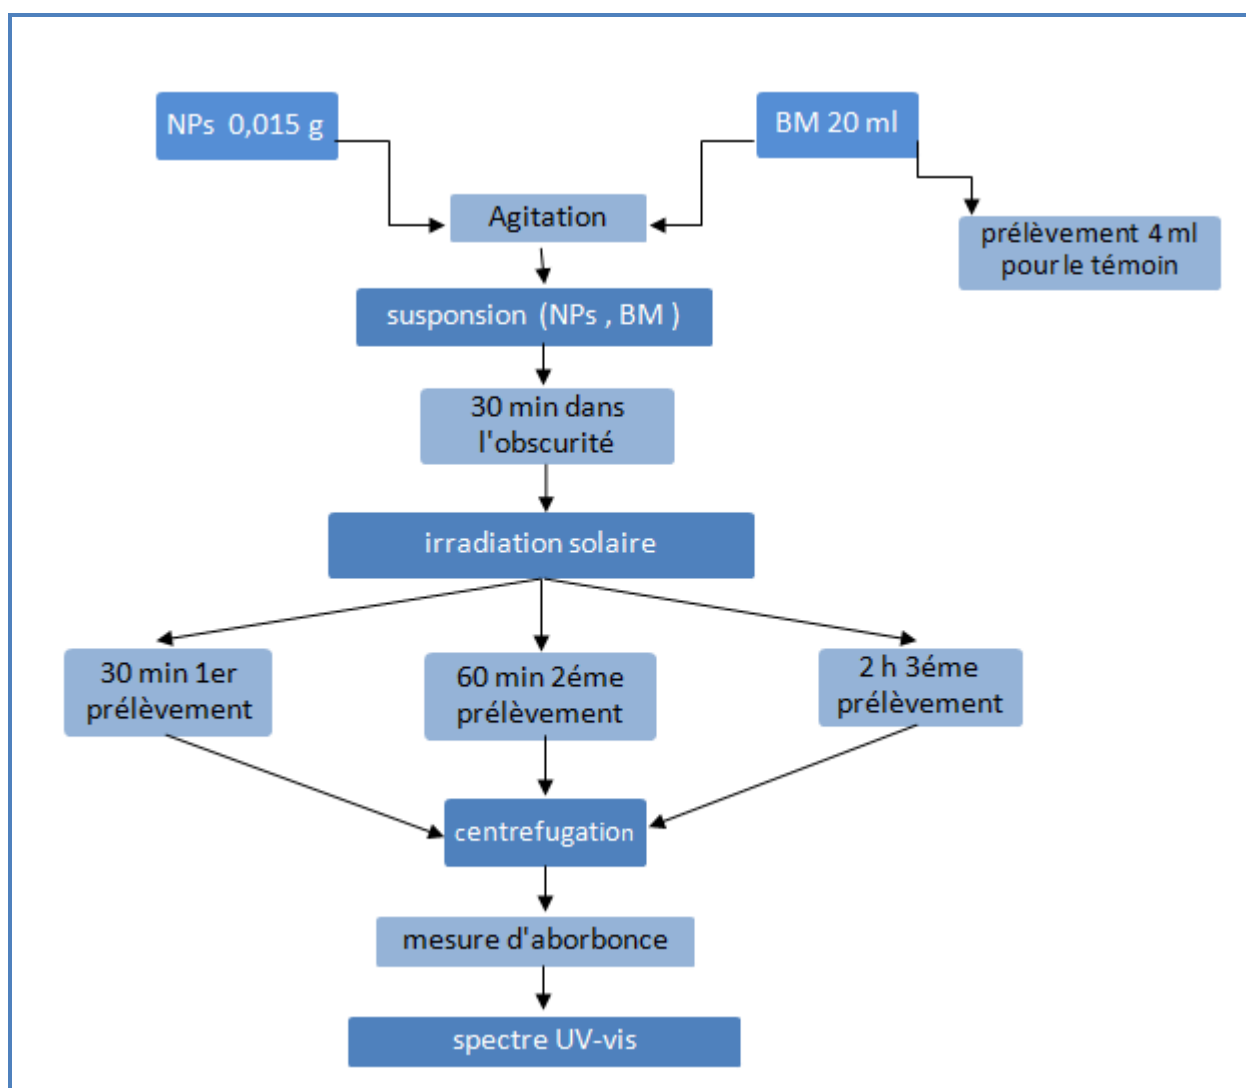 NPs 0,015 g
BM 20 ml
Agitation
prélèvement 4 ml
pour le témoin
susponsion (NPs , BM )
30 min dans
l'obscurité
irradiation solaire
30 min 1er
prélèvement
60 min 2éme
prélèvement
2 h 3éme
prélèvement
centrefugation
mesure d'aborbonce
spectre UV-vis